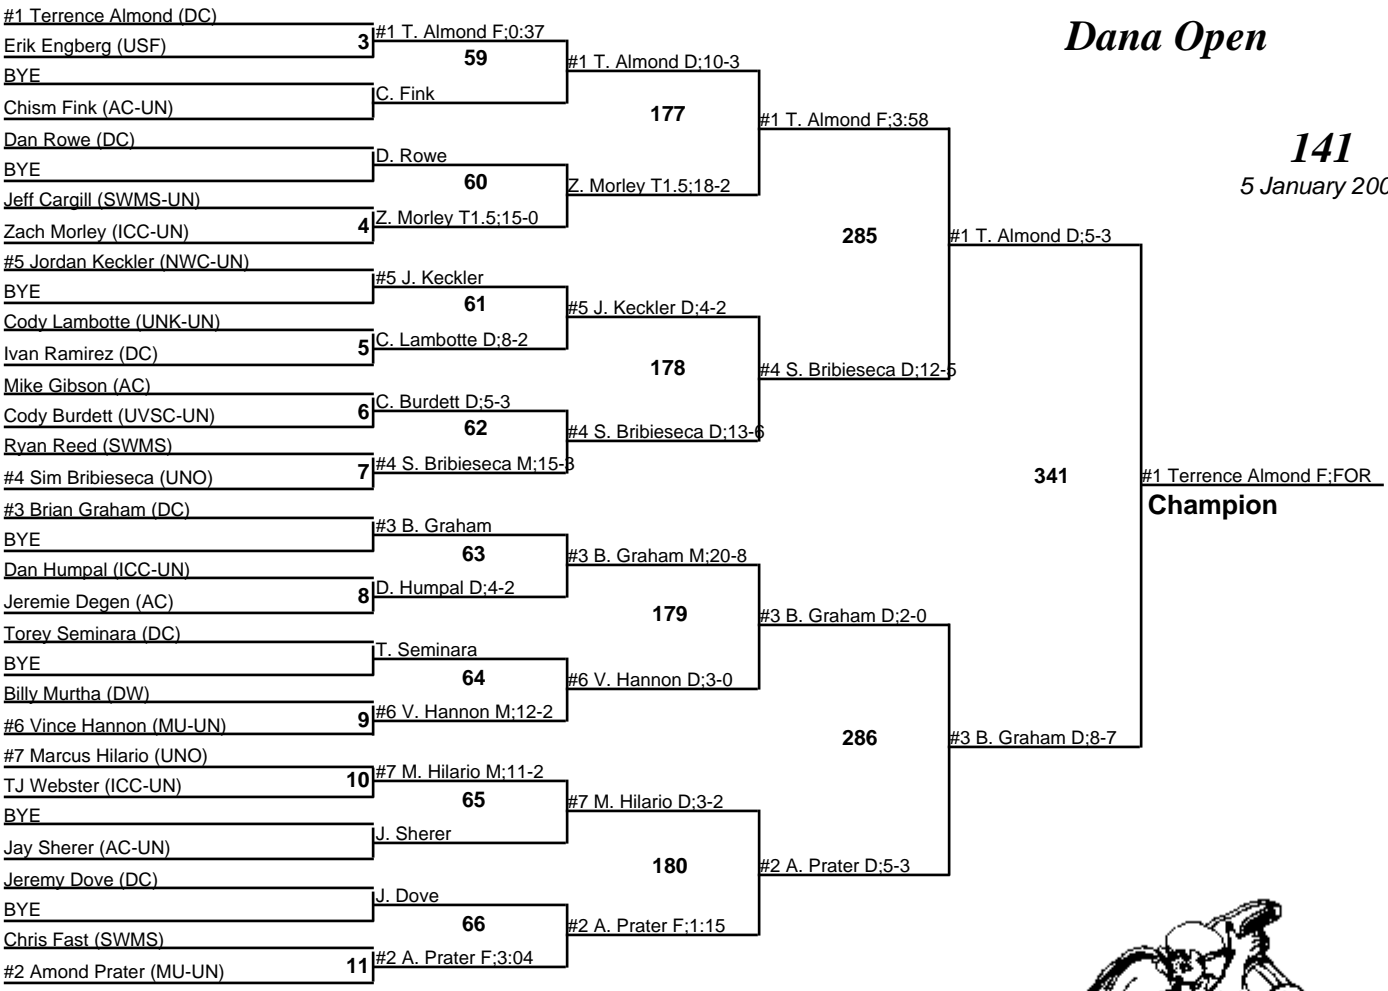 Dana Open
141
5 January 200
#1 Terrence Almond (DC)
Erik Engberg (USF)
BYE
Chism Fink (AC-UN)
Dan Rowe (DC)
BYE
Jeff Cargill (SWMS-UN)
Zach Morley (ICC-UN)
#5 Jordan Keckler (NWC-UN)
BYE
Cody Lambotte (UNK-UN)
Ivan Ramirez (DC)
Mike Gibson (AC)
Cody Burdett (UVSC-UN)
Ryan Reed (SWMS)
#4 Sim Bribieseca (UNO)
#3 Brian Graham (DC)
BYE
Dan Humpal (ICC-UN)
Jeremie Degen (AC)
Torey Seminara (DC)
BYE
Billy Murtha (DW)
#6 Vince Hannon (MU-UN)
#7 Marcus Hilario (UNO)
TJ Webster (ICC-UN)
BYE
Jay Sherer (AC-UN)
Jeremy Dove (DC)
BYE
Chris Fast (SWMS)
#2 Amond Prater (MU-UN)
3
4
5
6
7
8
9
10
11
#1 T. Almond F;0:37
59
C. Fink
D. Rowe
60
Z. Morley T1.5;15-0
#5 J. Keckler
61
C. Lambotte D;8-2
C. Burdett D;5-3
62
#4 S. Bribieseca M;15-3
#3 B. Graham
63
D. Humpal D;4-2
T. Seminara
64
#6 V. Hannon M;12-2
#7 M. Hilario M;11-2
65
J. Sherer
J. Dove
66
#2 A. Prater F;3:04
#1 T. Almond D;10-3
177
Z. Morley T1.5;18-2
#5 J. Keckler D;4-2
178
#4 S. Bribieseca D;13-6
#3 B. Graham M;20-8
179
#6 V. Hannon D;3-0
#7 M. Hilario D;3-2
180
#2 A. Prater F;1:15
#1 T. Almond F;3:58
285
#4 S. Bribieseca D;12-5
#3 B. Graham D;2-0
286
#2 A. Prater D;5-3
#1 T. Almond D;5-3
341
#3 B. Graham D;8-7
#1 Terrence Almond F;FOR
Champion